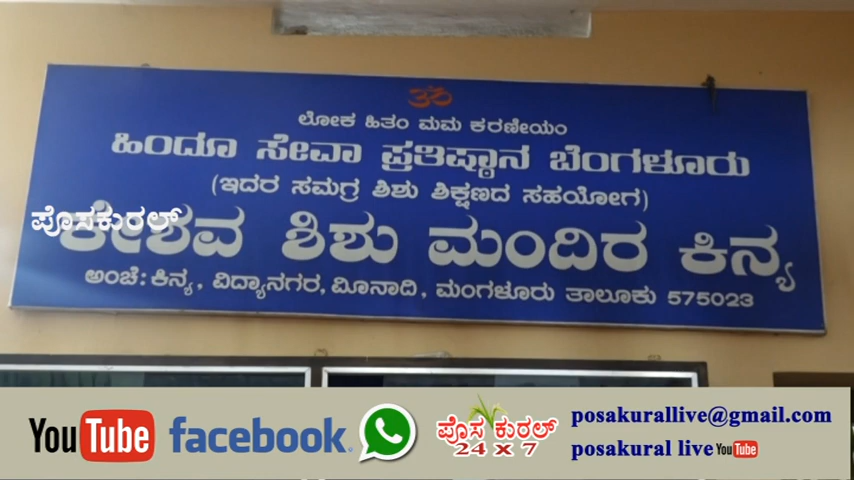 ॐ
ಲೋಕ ಹಿತಂ ಮಮ ಕರಣೀಯಂ
ಹಿಂದೂ ಸೇವಾ ಪ್ರತಿಷ್ಠಾನ ಬೆಂಗಳೂರು
(ಇದರ ಸಮಗ್ರ ಶಿಶು ಶಿಕ್ಷಣದ ಸಹಯೋಗ)
ಪೊಸಕುರಲ್
ಕೇಶವ ಶಿಶು ಮಂದಿರ ಕಿನ್ಯ
ಅಂಚೆ: ಕಿನ್ಯ, ವಿದ್ಯಾನಗರ, ಮೀನಾದಿ, ಮಂಗಳೂರು ತಾಲೂಕು 575023
YouTube facebook. ಪೊಸ ಕುರಲ್ posakurallive@gmail.com
24 x 7 posakural live YouTube